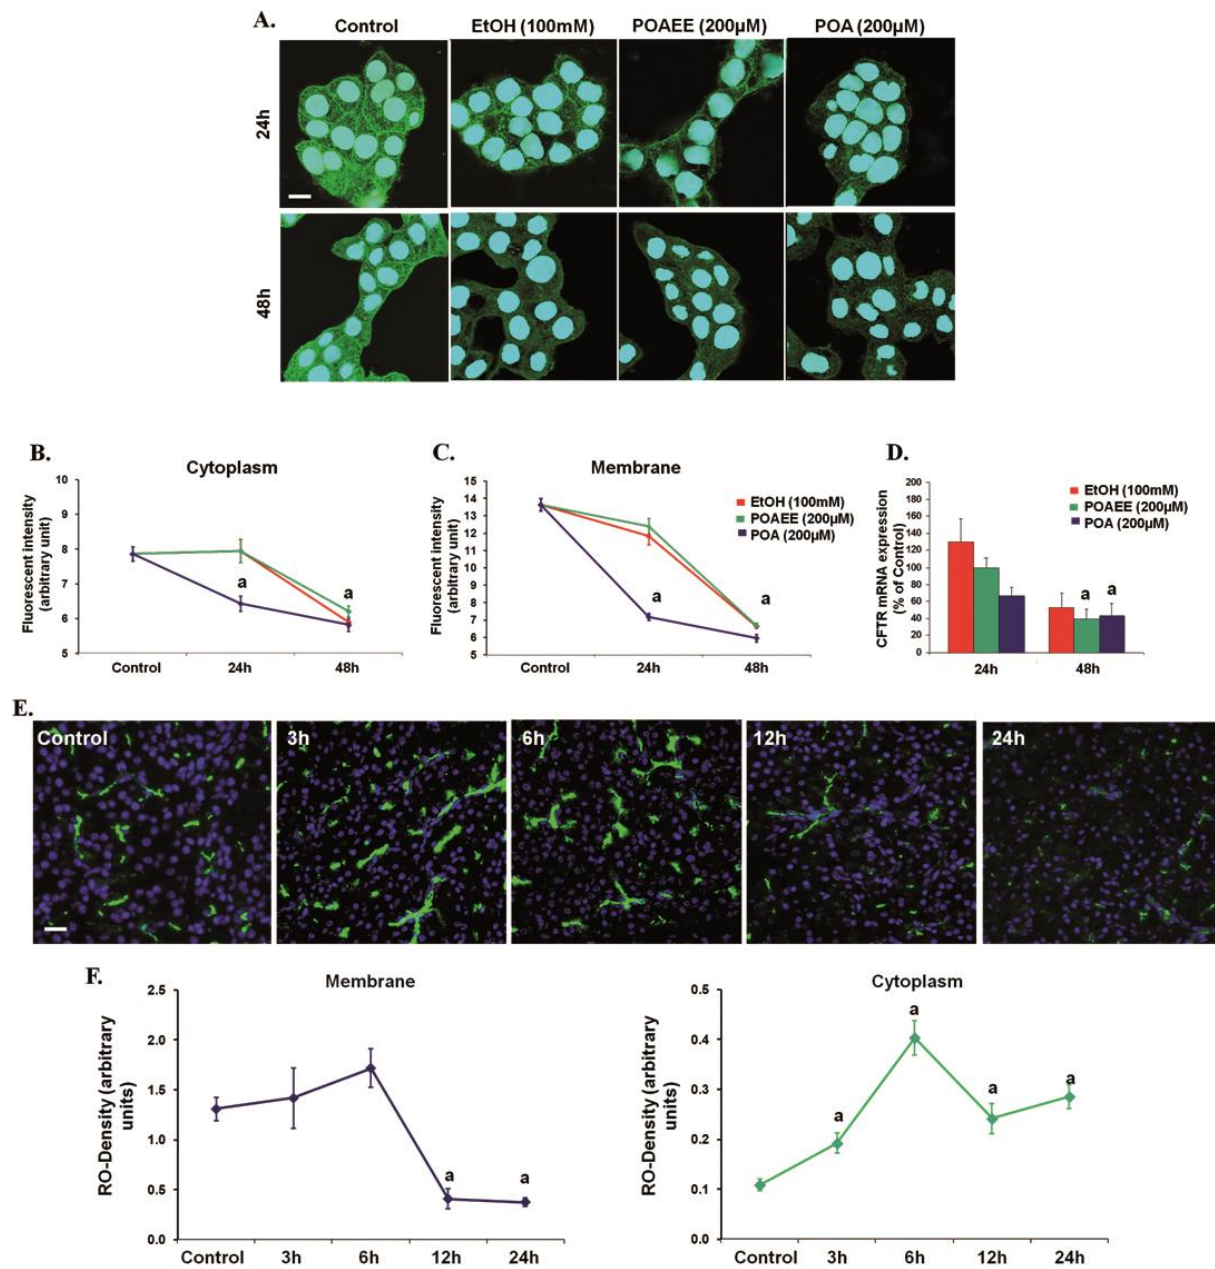 A.
Control
EtOH (100mM)
POAEE (200µM)
POA (200µM)
24h
48h
B.
Cytoplasm
Fluorescent intensity
(arbitrary unit)
10
9
8
7
6
5
a
a
Control
24h
48h
C.
Membrane
Fluorescent intensity
(arbitrary unit)
14
13
12
11
10
9
8
7
6
5
a
a
EtOH (100mM)
POAEE (200µM)
POA (200µM)
Control
24h
48h
D.
CFTR mRNA expression
(% of Control)
200
180
160
140
120
100
80
60
40
20
0
EtOH (100mM)
POAEE (200µM)
POA (200µM)
a
a
24h
48h
E.
Control
3h
6h
12h
24h
F.
Membrane
RO-Density (arbitrary
units)
2.5
2.0
1.5
1.0
0.5
0.0
a
a
Control
3h
6h
12h
24h
Cytoplasm
RO-Density (arbitrary
units)
0.5
0.4
0.3
0.2
0.1
0.0
a
a
a
a
Control
3h
6h
12h
24h